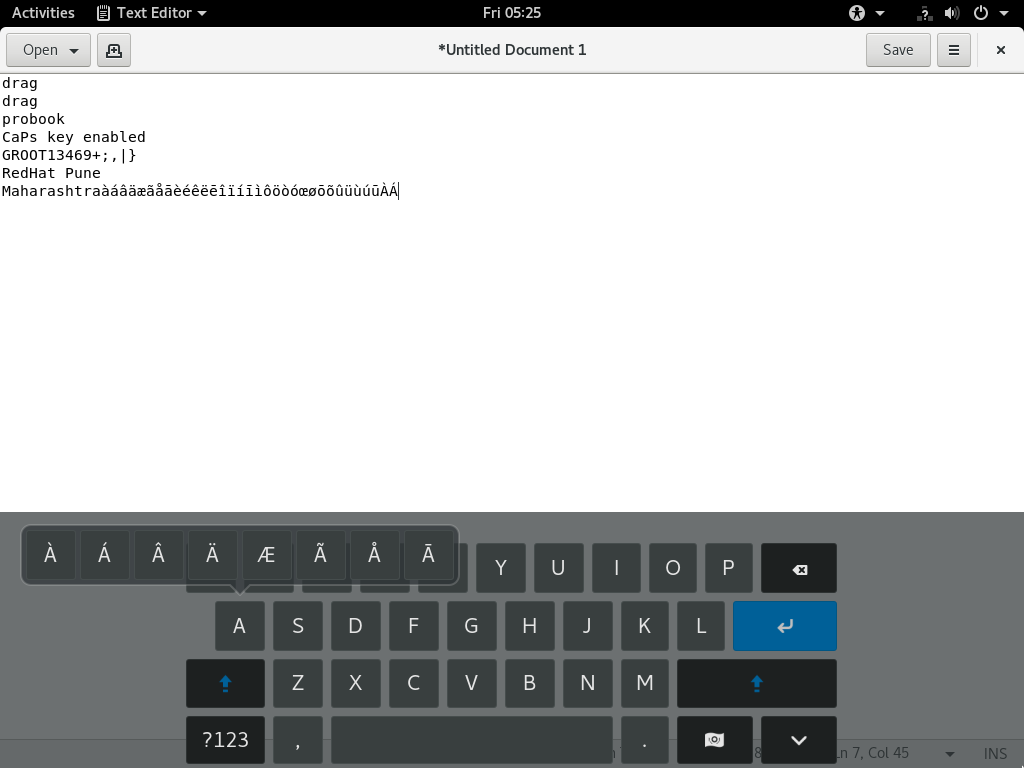 Activities Text Editor Fri 05:25
Open *Untitled Document 1 Save
drag
drag
probook
CaPs key enabled
GROOT13469+;,|}
RedHat Pune
MaharashtraàáâäæãåāèéêëēîïíīìôöòóœøōõûüùúūÀÁ
À Á Â Ä Æ Ã Å Ā
Y U I O P
A S D F G H J K L
Z X C V B N M
?123 , .
Ln 7, Col 45 INS